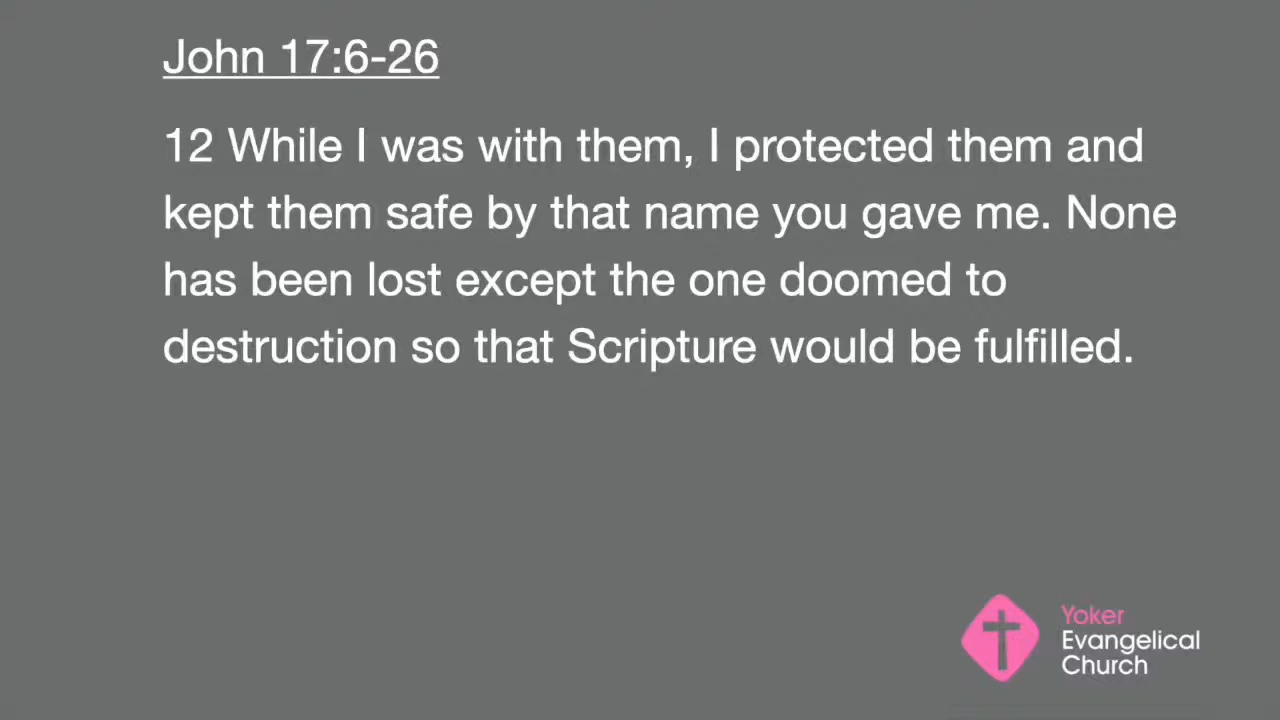 John 17:6-26
12 While I was with them, I protected them and
kept them safe by that name you gave me. None
has been lost except the one doomed to
destruction so that Scripture would be fulfilled.
Yoker
Evangelical
Church